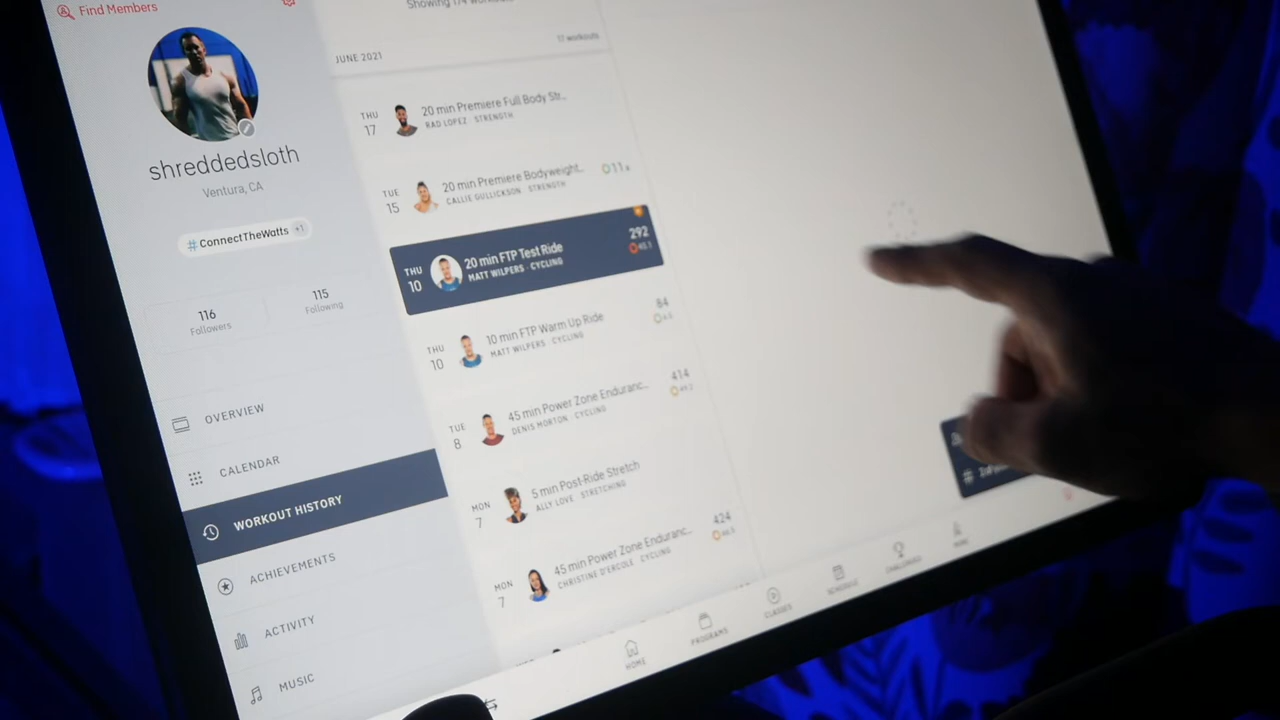 Find Members
shreddedsloth
Ventura, CA
#ConnectTheWatts +1
116
Followers
115
Following
OVERVIEW
CALENDAR
WORKOUT HISTORY
ACHIEVEMENTS
ACTIVITY
MUSIC
Showing 174 workouts
JUNE 2021
17 workouts
THU
17
20 min Premiere Full Body Str...
RAD LOPEZ · STRENGTH
TUE
15
20 min Premiere Bodyweight...
CALLIE GULLICKSON · STRENGTH
THU
10
20 min FTP Test Ride
MATT WILPERS · CYCLING
292
THU
10
10 min FTP Warm Up Ride
MATT WILPERS · CYCLING
84
TUE
8
45 min Power Zone Enduranc...
DENIS MORTON · CYCLING
414
MON
7
5 min Post-Ride Stretch
ALLY LOVE · STRETCHING
MON
7
45 min Power Zone Enduranc...
CHRISTINE D'ERCOLE · CYCLING
424
HOME
PROGRAMS
CLASSES
SCHEDULE
CHALLENGES
MORE